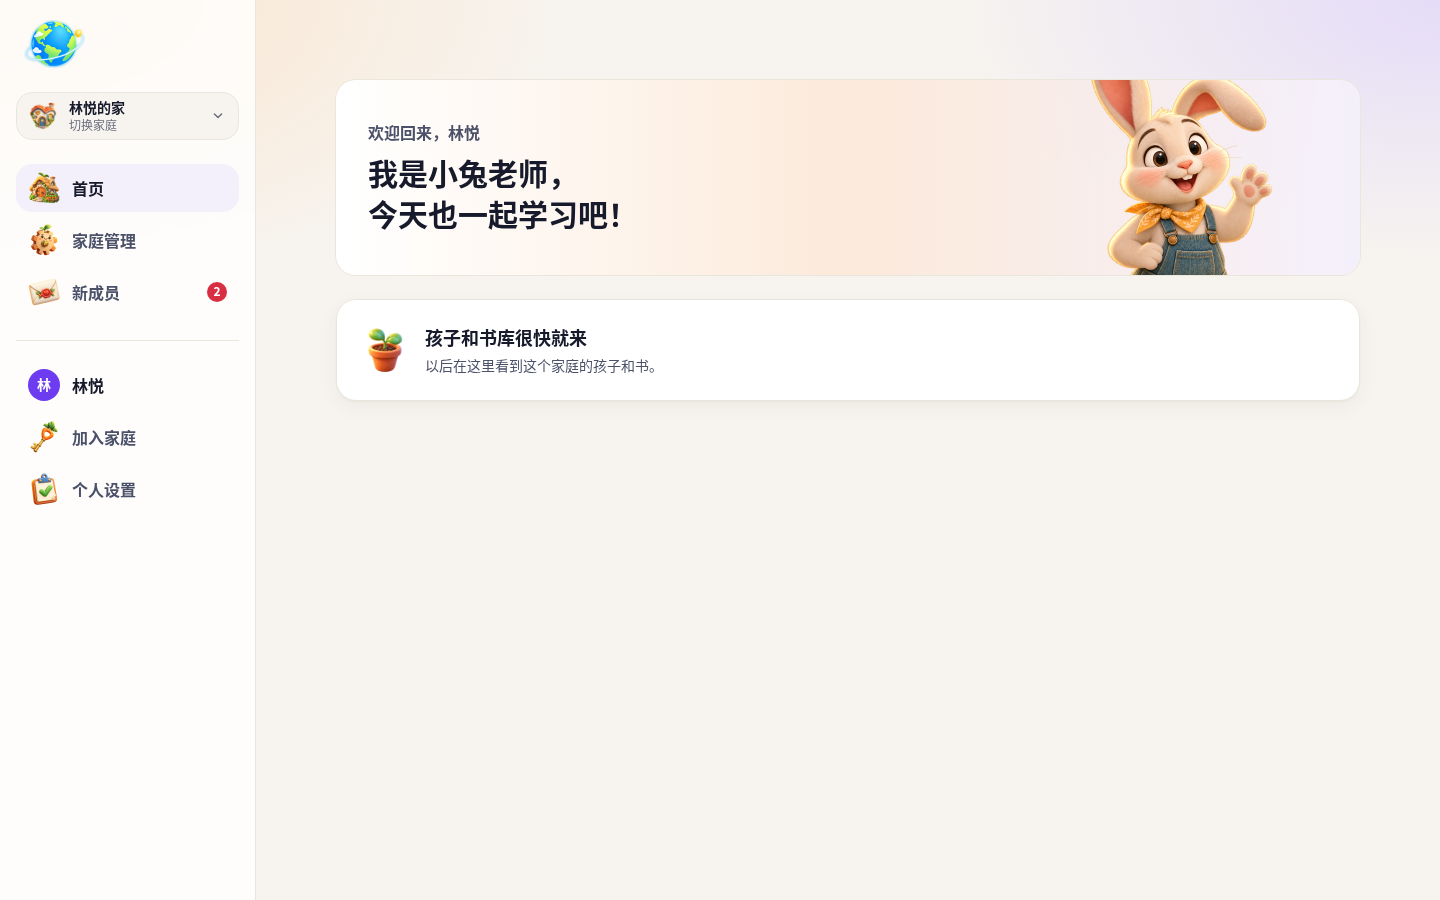 林悦的家
切换家庭
首页
家庭管理
新成员
2
林
林悦
加入家庭
个人设置
欢迎回来，林悦
我是小兔老师，
今天也一起学习吧！
孩子和书库很快就来
以后在这里看到这个家庭的孩子和书。